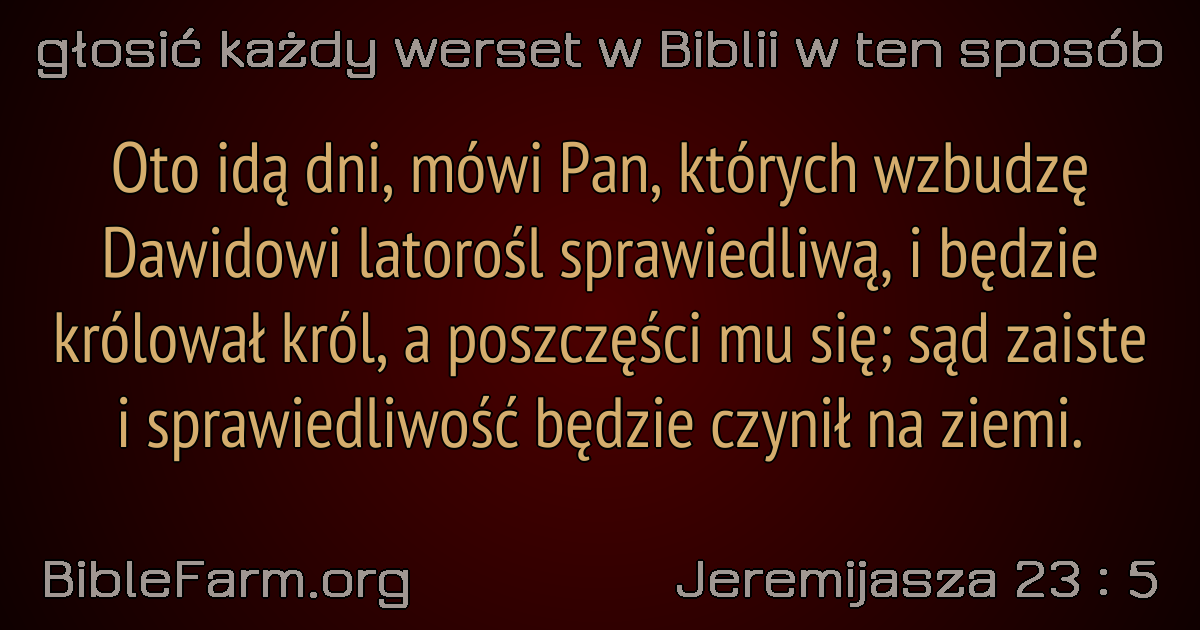 głosić każdy werset w Biblii w ten sposób
Oto idą dni, mówi Pan, których wzbudzę
Dawidowi latorośl sprawiedliwą, i będzie
królował król, a poszczęści mu się; sąd zaiste
i sprawiedliwość będzie czynił na ziemi.
BibleFarm.org
Jeremijasza 23 : 5